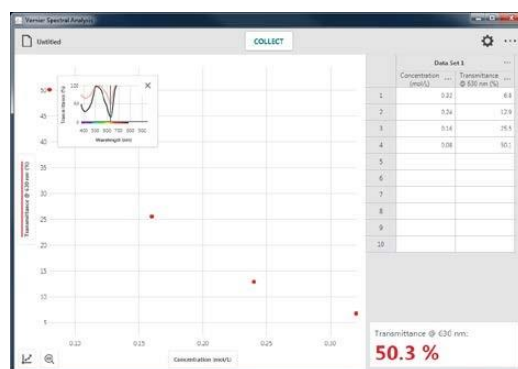 Vernier Spectral Analysis
Untitled
COLLECT
Data Set 1
Concentration (mol/L)
Transmittance @ 630 nm (%)
1 0.32 6.8
2 0.24 12.9
3 0.16 25.5
4 0.08 50.1
5
6
7
8
9
10
Transmittance (%)
Wavelength (nm)
Transmittance @ 630 nm (%)
50
45
40
35
30
25
20
15
10
5
0.15
0.20
0.25
0.30
Concentration (mol/L)
Transmittance @ 630 nm:
50.3 %